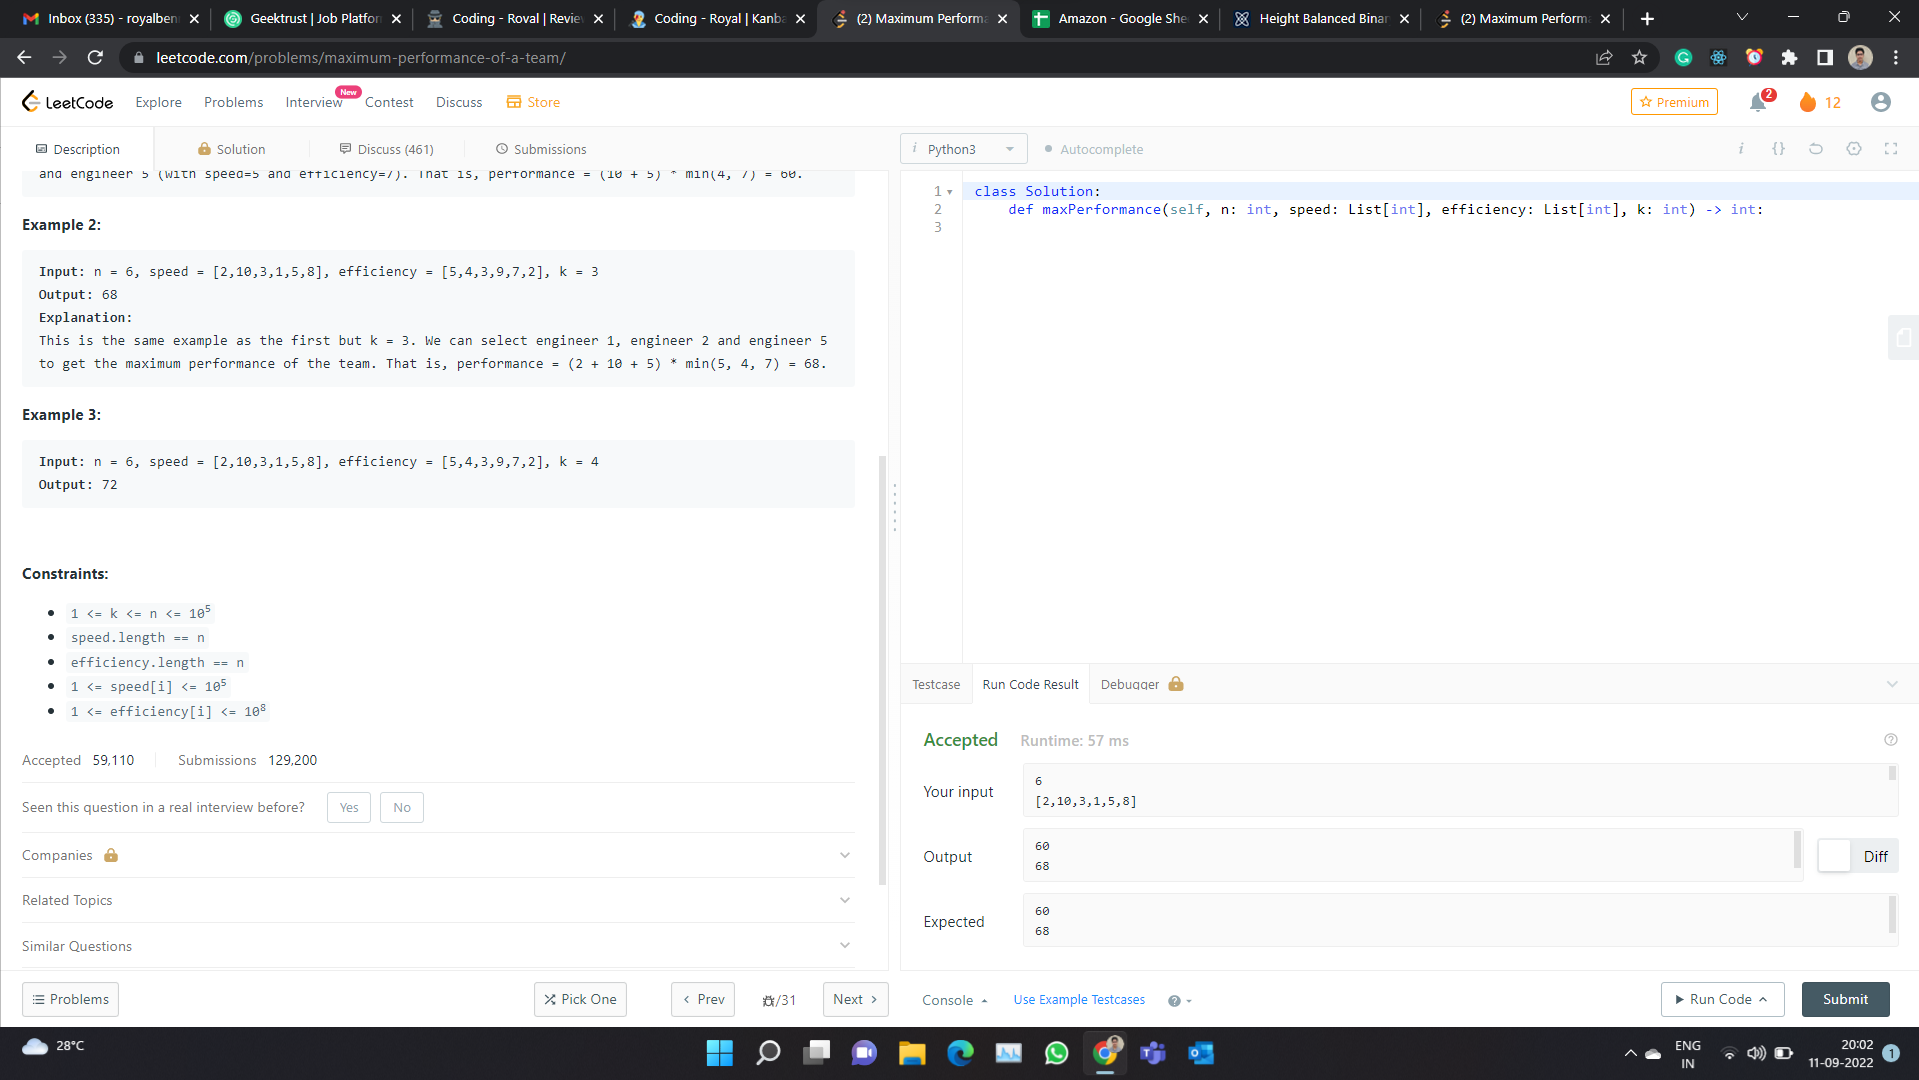 Inbox (335) - royalben
Geektrust | Job Platfor
Coding - Royal | Revie
Coding - Royal | Kanba
(2) Maximum Performa
Amazon - Google She
Height Balanced Binar
(2) Maximum Performa
leetcode.com/problems/maximum-performance-of-a-team/
LeetCode
Explore
Problems
Interview
New
Contest
Discuss
Store
Premium
2
12
Description
Solution
Discuss (461)
Submissions
i Python3
Autocomplete
i
{}
and engineer 5 (with speed=5 and efficiency=7). That is, performance = (10 + 5) * min(4, 7) = 60.
Example 2:
Input: n = 6, speed = [2,10,3,1,5,8], efficiency = [5,4,3,9,7,2], k = 3
Output: 68
Explanation:
This is the same example as the first but k = 3. We can select engineer 1, engineer 2 and engineer 5
to get the maximum performance of the team. That is, performance = (2 + 10 + 5) * min(5, 4, 7) = 68.
Example 3:
Input: n = 6, speed = [2,10,3,1,5,8], efficiency = [5,4,3,9,7,2], k = 4
Output: 72
Constraints:
1 <= k <= n <= 10⁵
speed.length == n
efficiency.length == n
1 <= speed[i] <= 10⁵
1 <= efficiency[i] <= 10⁸
Accepted 59,110
Submissions 129,200
Seen this question in a real interview before?
Yes
No
Companies
Related Topics
Similar Questions
Problems
Pick One
Prev
/31
Next
1 class Solution:
2 def maxPerformance(self, n: int, speed: List[int], efficiency: List[int], k: int) -> int:
3
Testcase
Run Code Result
Debugger
Accepted
Runtime: 57 ms
Your input
6
[2,10,3,1,5,8]
Output
60
68
Diff
Expected
60
68
Console
Use Example Testcases
Run Code
Submit
28°C
ENG
IN
20:02
11-09-2022
1